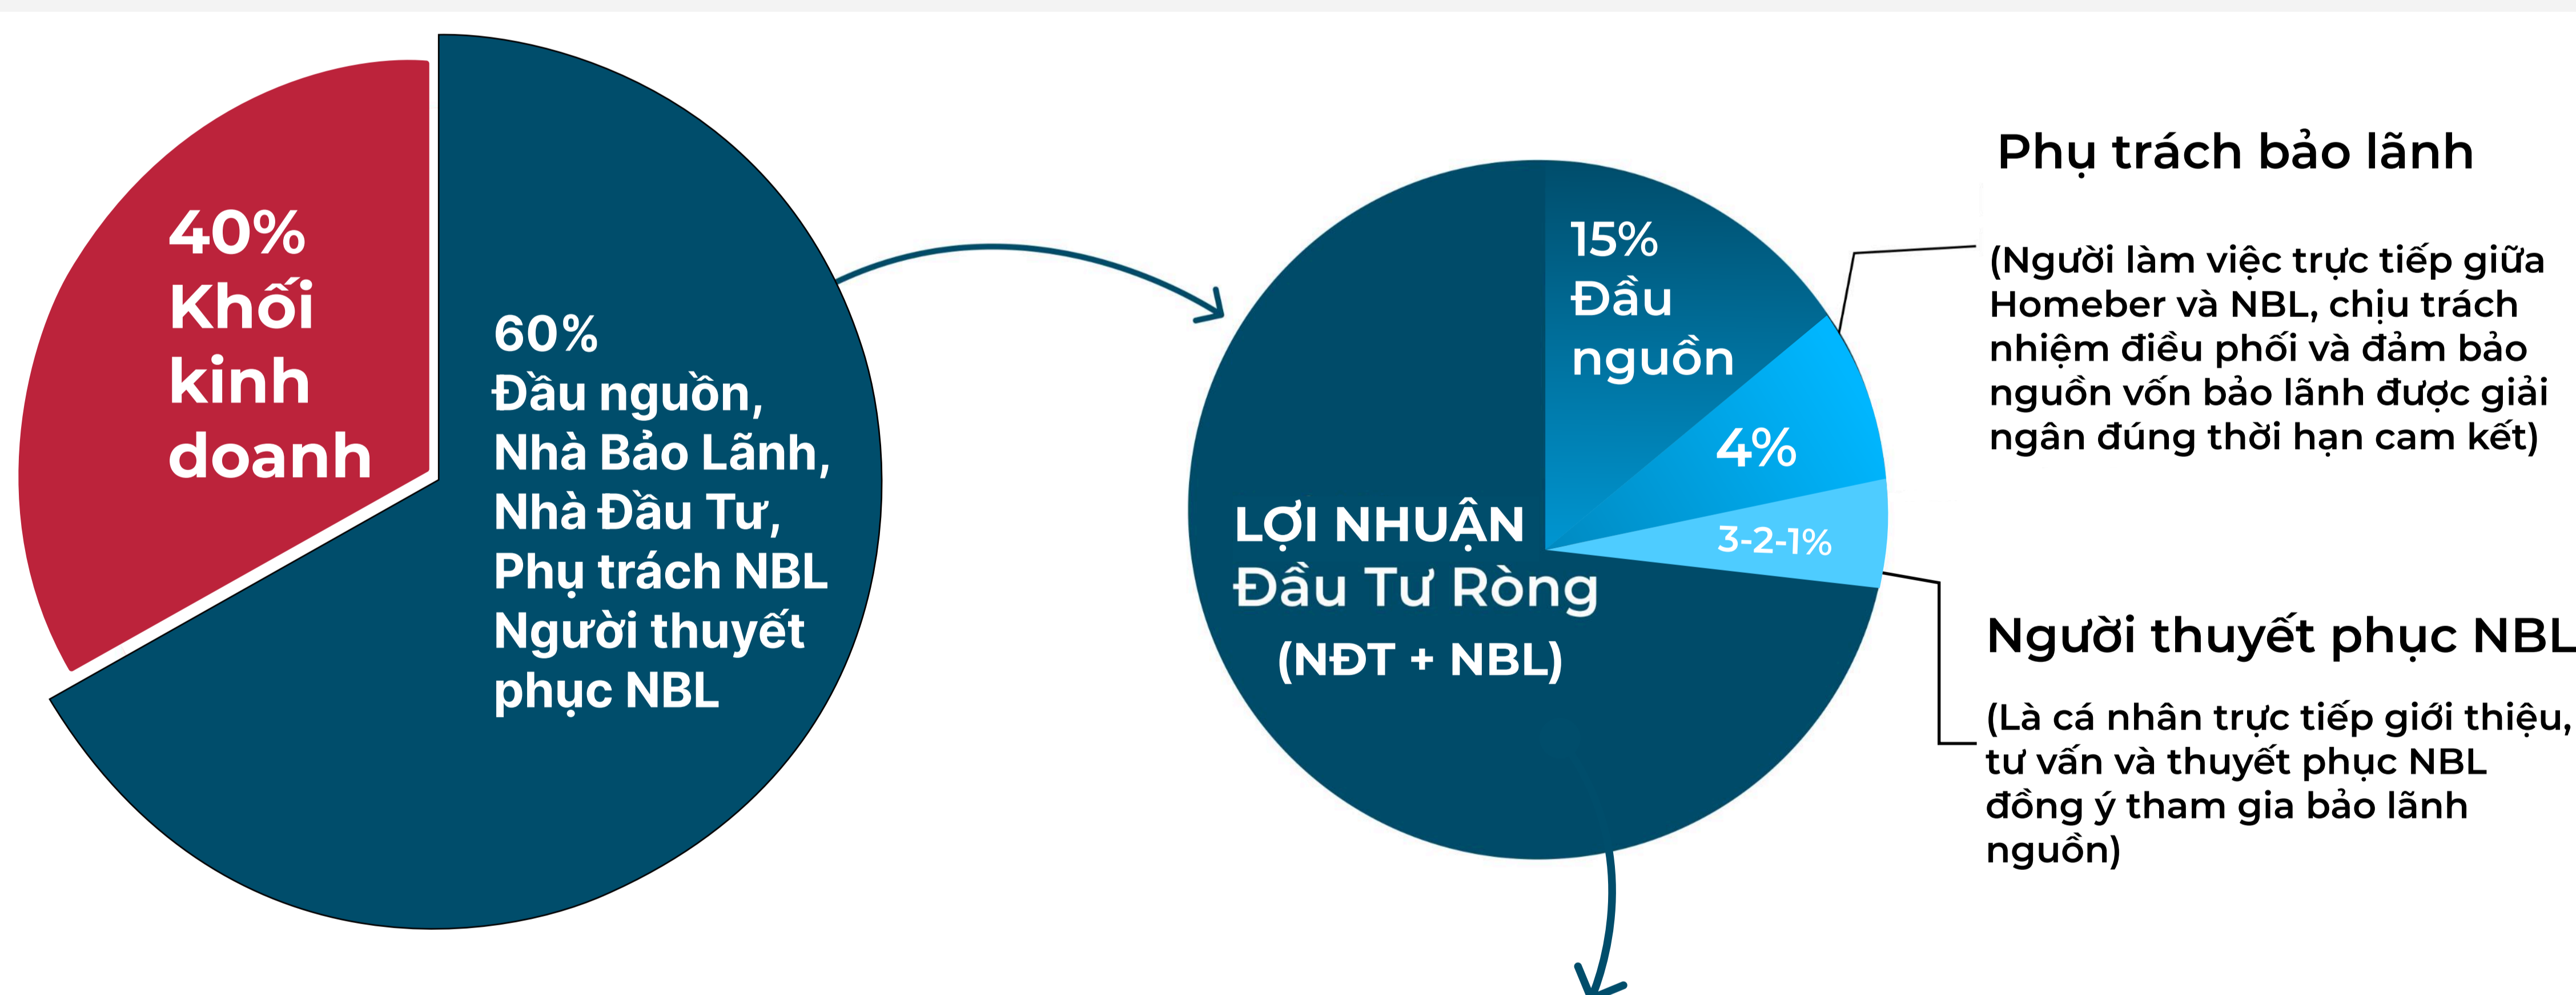 40%
Khối
kinh
doanh
60%
Đầu nguồn,
Nhà Bảo Lãnh,
Nhà Đầu Tư,
Phụ trách NBL
Người thuyết
phục NBL
15%
Đầu
nguồn
4%
3-2-1%
LỢI NHUẬN
Đầu Tư Ròng
(NĐT + NBL)
Phụ trách bảo lãnh
(Người làm việc trực tiếp giữa
Homeber và NBL, chịu trách
nhiệm điều phối và đảm bảo
nguồn vốn bảo lãnh được giải
ngân đúng thời hạn cam kết)
Người thuyết phục NBL
(Là cá nhân trực tiếp giới thiệu,
tư vấn và thuyết phục NBL
đồng ý tham gia bảo lãnh
nguồn)